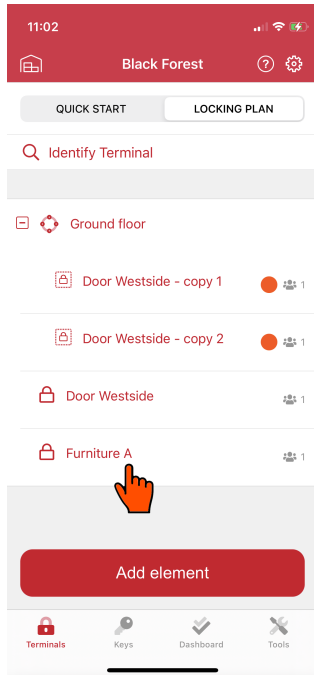 11:02
Black Forest
QUICK START LOCKING PLAN
Identify Terminal
Ground floor
Door Westside - copy 1 1
Door Westside - copy 2 1
Door Westside 1
Furniture A 1
Add element
Terminals Keys Dashboard Tools